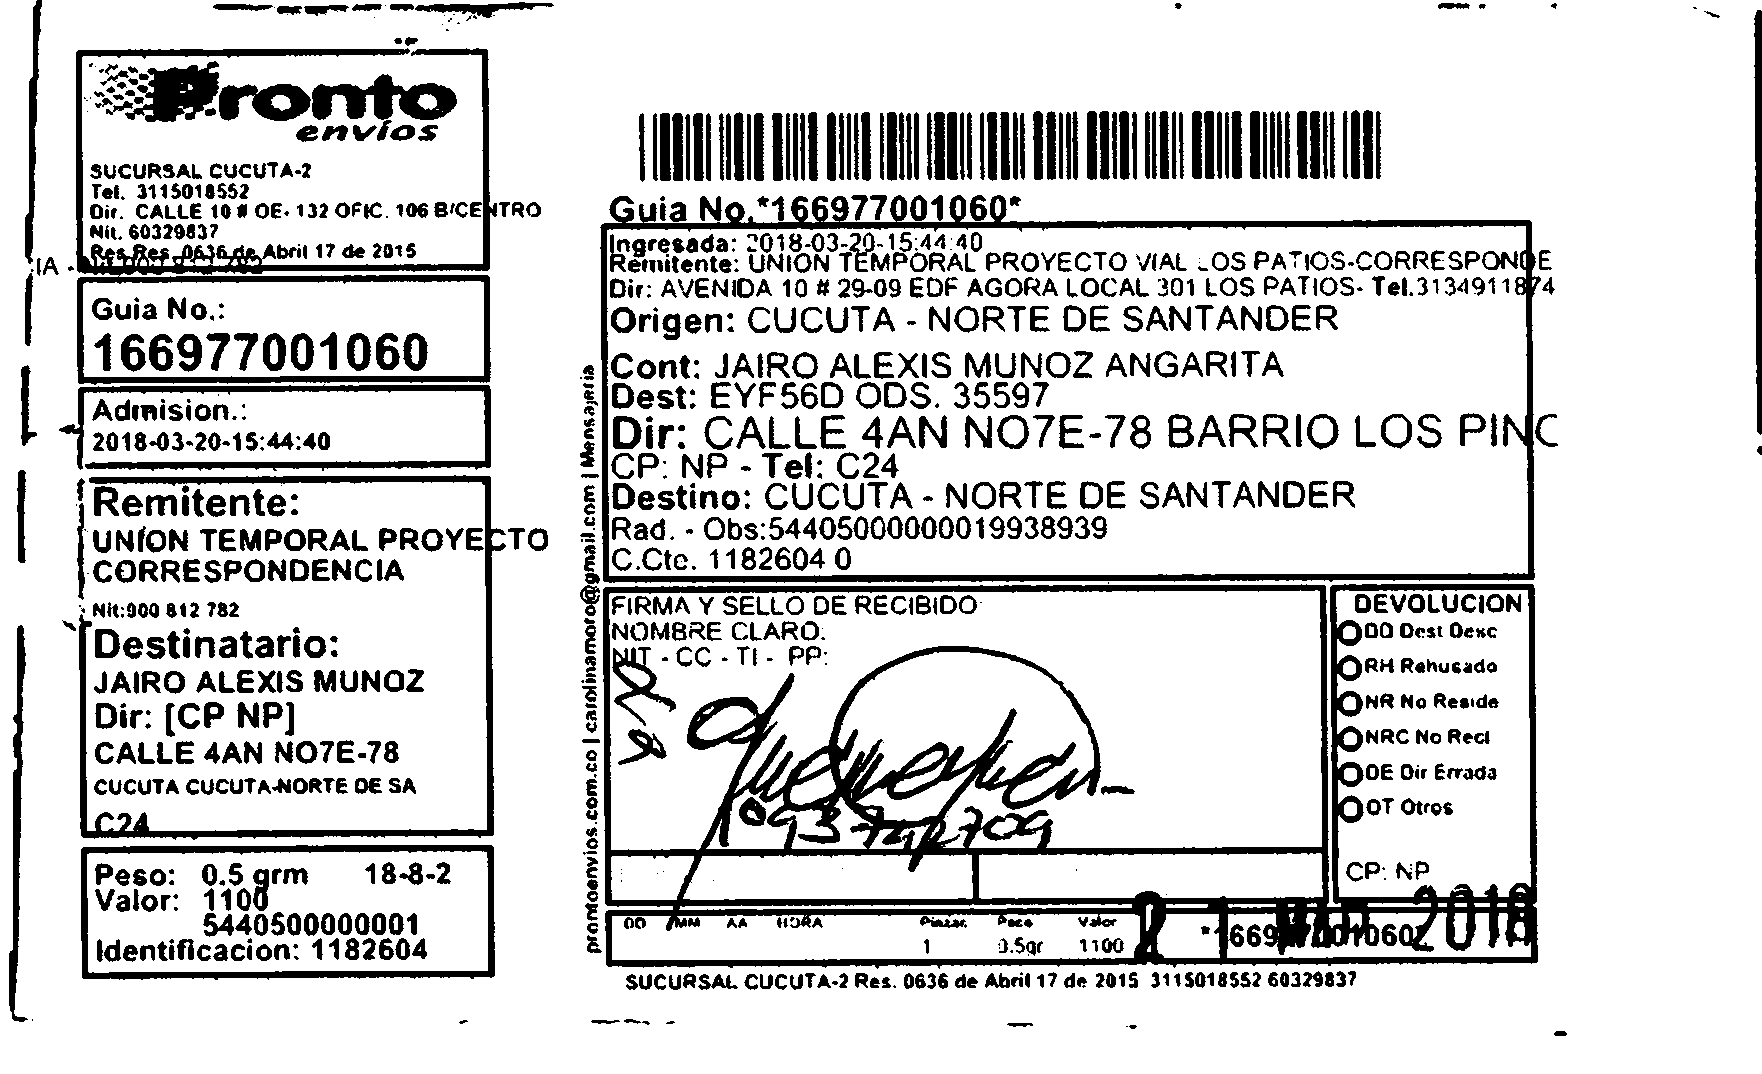 Pronto
envíos
SUCURSAL CUCUTA-2
Tel. 3115018552
Dir. CALLE 10 # OE- 132 OFIC. 106 B/CENTRO
Nit. 60329837
Res.Res. 0636 de Abril 17 de 2015
IA -
Guia No.:
166977001060
Admision.:
2018-03-20-15:44:40
Remitente:
UNION TEMPORAL PROYECTO
CORRESPONDENCIA
Nit:900 812 782
Destinatario:
JAIRO ALEXIS MUNOZ
Dir: [CP NP]
CALLE 4AN NO7E-78
CUCUTA CUCUTA-NORTE DE SA
C24
Peso: 0.5 grm 18-8-2
Valor: 1100
5440500000001
Identificacion: 1182604
prontoenvios.com.co | carolinamoro@gmail.com | Mensajeria
Guia No.*166977001060*
Ingresada: 2018-03-20-15:44:40
Remitente: UNION TEMPORAL PROYECTO VIAL LOS PATIOS-CORRESPONDE
Dir: AVENIDA 10 # 29-09 EDF AGORA LOCAL 301 LOS PATIOS- Tel.3134911874
Origen: CUCUTA - NORTE DE SANTANDER
Cont: JAIRO ALEXIS MUNOZ ANGARITA
Dest: EYF56D ODS. 35597
Dir: CALLE 4AN NO7E-78 BARRIO LOS PINO
CP: NP - Tel: C24
Destino: CUCUTA - NORTE DE SANTANDER
Rad. - Obs:54405000000019938939
C.Cte. 1182604 0
FIRMA Y SELLO DE RECIBIDO
NOMBRE CLARO:
NIT - CC - TI - PP:
DEVOLUCION
DD Dest Desc
RH Rehusado
NR No Reside
NRC No Recl
DE Dir Errada
OT Otros
CP: NP
DD MM AA HORA Piezas Peso Valor
1 0.5gr 1100
*166977001060*
21 MAR 2018
SUCURSAL CUCUTA-2 Res. 0636 de Abril 17 de 2015 3115018552 60329837